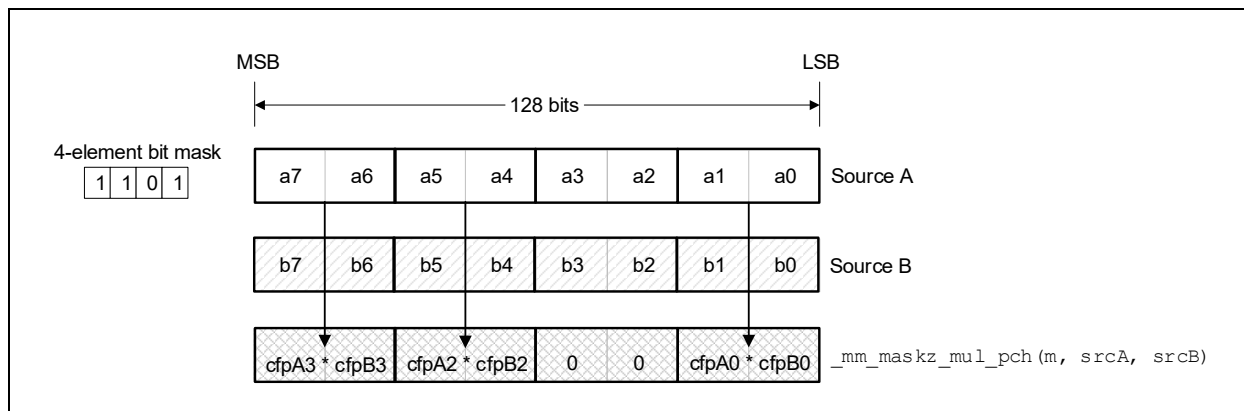 MSB LSB
128 bits
4-element bit mask
1 1 0 1
a7 a6 a5 a4 a3 a2 a1 a0 Source A
b7 b6 b5 b4 b3 b2 b1 b0 Source B
cfpA3 * cfpB3 cfpA2 * cfpB2 0 0 cfpA0 * cfpB0 _mm_maskz_mul_pch(m, srcA, srcB)